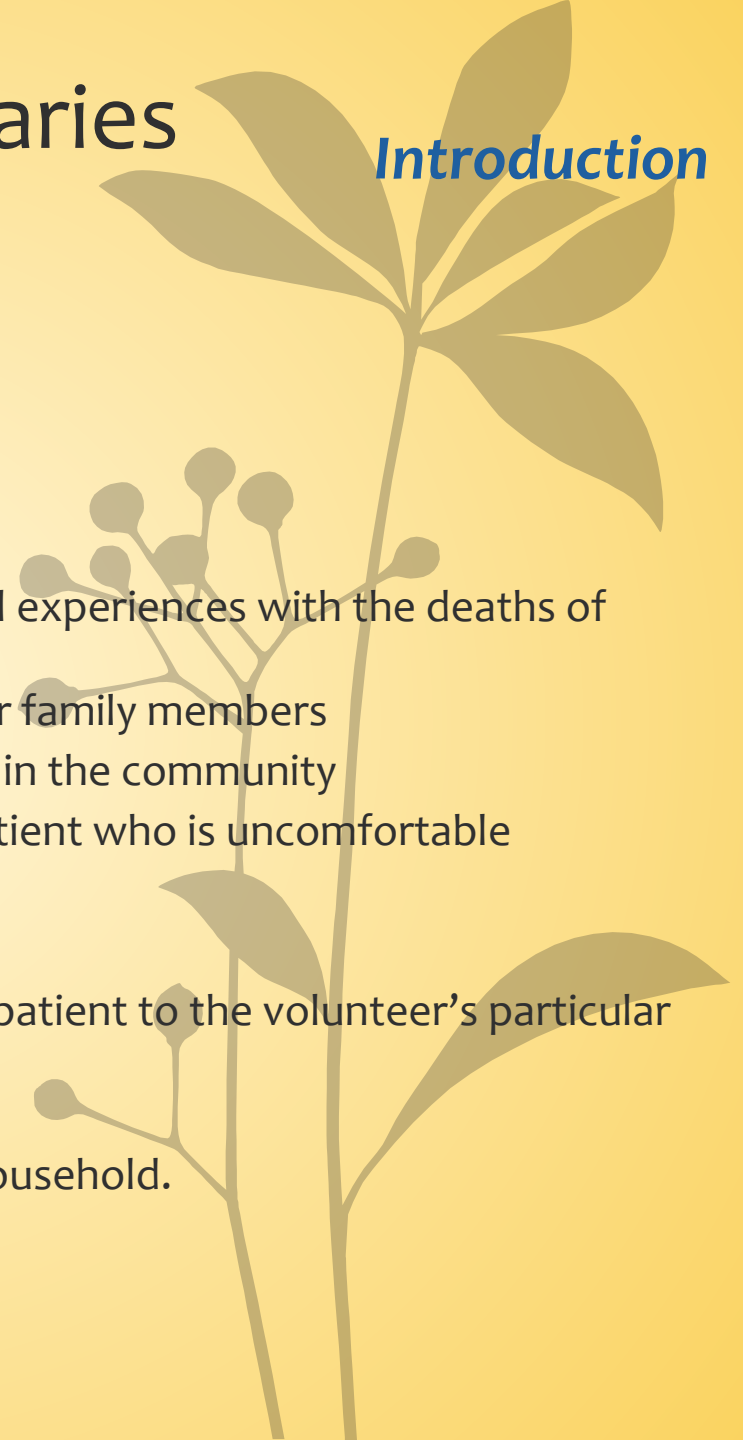 aries
Introduction
experiences with the deaths of
r family members
in the community
tient who is uncomfortable
patient to the volunteer’s particular
ousehold.